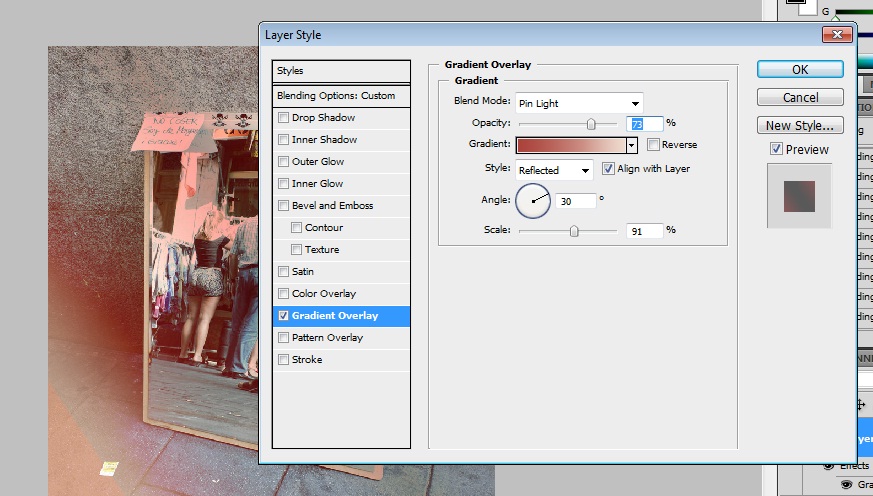 Layer Style
Styles
Blending Options: Custom
Drop Shadow
Inner Shadow
Outer Glow
Inner Glow
Bevel and Emboss
Contour
Texture
Satin
Color Overlay
Gradient Overlay
Pattern Overlay
Stroke
Gradient Overlay
Gradient
Blend Mode: Pin Light
Opacity: 73 %
Gradient: Reverse
Style: Reflected Align with Layer
Angle: 30 °
Scale: 91 %
OK
Cancel
New Style...
Preview
G
Effects
NO COSER